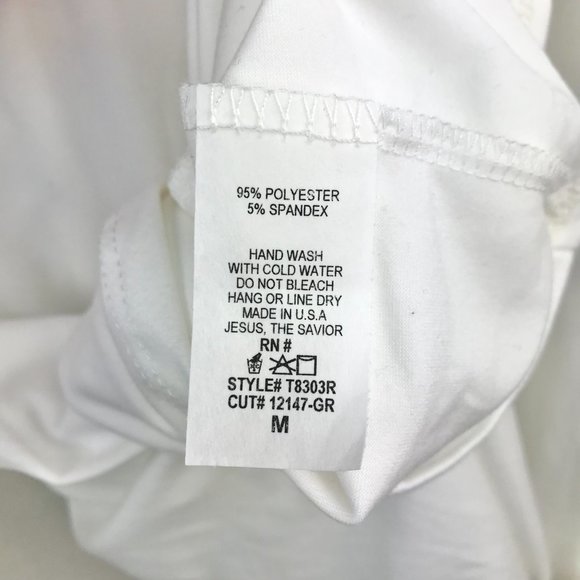 95% POLYESTER
5% SPANDEX
HAND WASH
WITH COLD WATER
DO NOT BLEACH
HANG OR LINE DRY
MADE IN U.S.A
JESUS, THE SAVIOR
RN #
STYLE# T8303R
CUT# 12147-GR
M